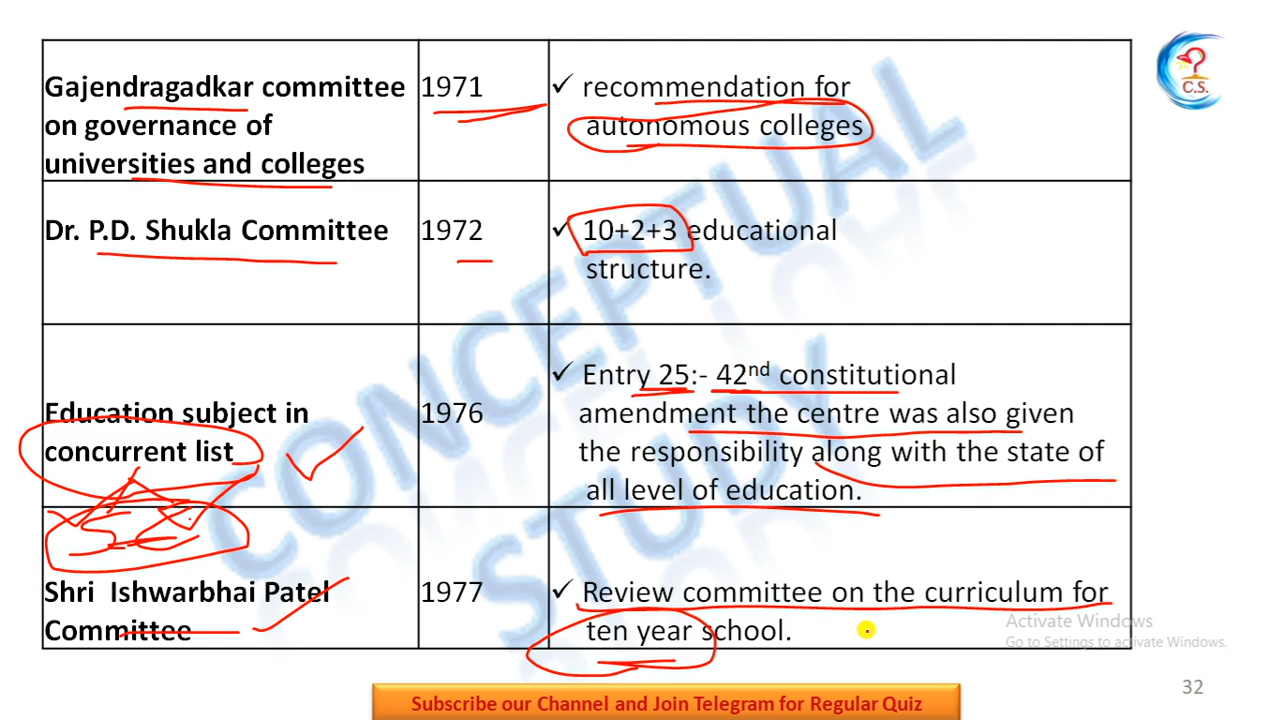 Gajendragadkar committee
on governance of
universities and colleges
1971
✓ recommendation for
autonomous colleges
C.S.
Dr. P.D. Shukla Committee
1972
✓ 10+2+3 educational
structure.
Education subject in
concurrent list
1976
✓ Entry 25:- 42nd constitutional
amendment the centre was also given
the responsibility along with the state of
all level of education.
Shri Ishwarbhai Patel
Committee
1977
✓ Review committee on the curriculum for
ten year school.
CONCEPTUAL
STUDY
Activate Windows
Go to Settings to activate Windows.
32
Subscribe our Channel and Join Telegram for Regular Quiz